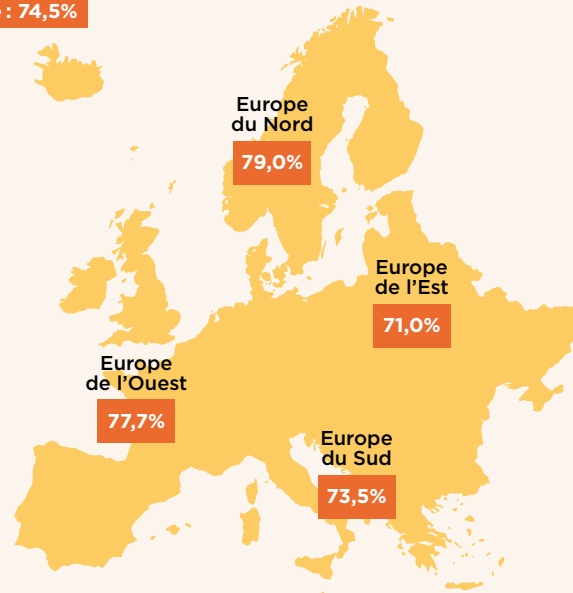 : 74,5%
Europe
du Nord
79,0%
Europe
de l’Est
71,0%
Europe
de l’Ouest
77,7%
Europe
du Sud
73,5%